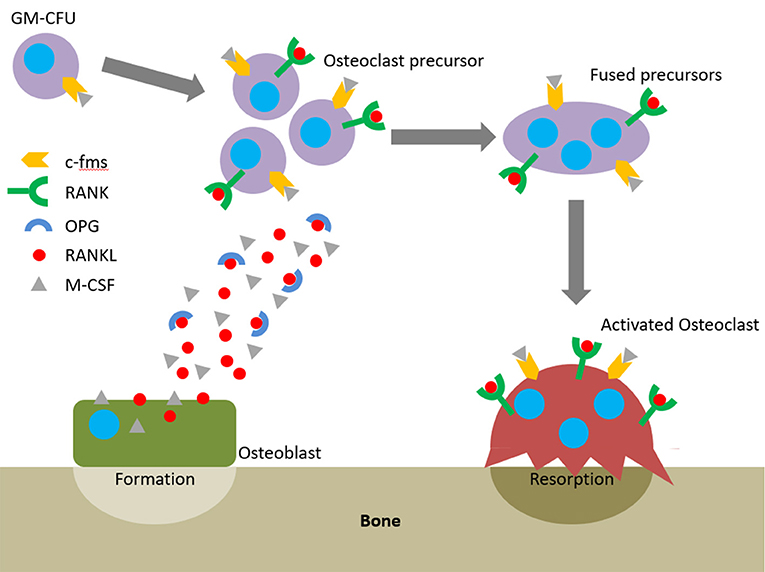 GM-CFU
Osteoclast precursor
Fused precursors
c-fms
RANK
OPG
RANKL
M-CSF
Activated Osteoclast
Osteoblast
Formation
Resorption
Bone